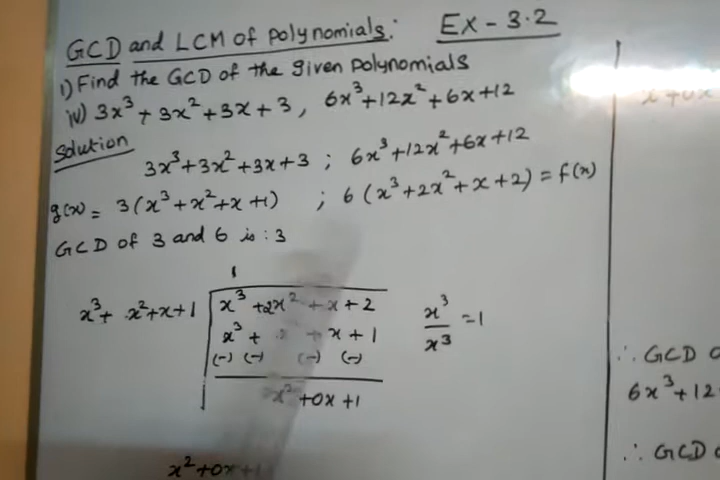 GCD and LCM of Polynomials: Ex - 3.2
1) Find the GCD of the given polynomials
iv) 3x³ + 3x² + 3x + 3, 6x³ + 12x² + 6x + 12
Solution
3x³ + 3x² + 3x + 3 ; 6x³ + 12x² + 6x + 12
g(x) = 3(x³ + x² + x + 1) ; 6(x³ + 2x² + x + 2) = f(x)
GCD of 3 and 6 is : 3
1
x³ + x² + x + 1 x³ + 2x² + x + 2
x³ + + x + 1
(-) (-) (-) (-)
x² + 0x + 1
x³/x³ = 1
x² + 0x + 1
∴ GCD
6x³ + 12
∴ GCD